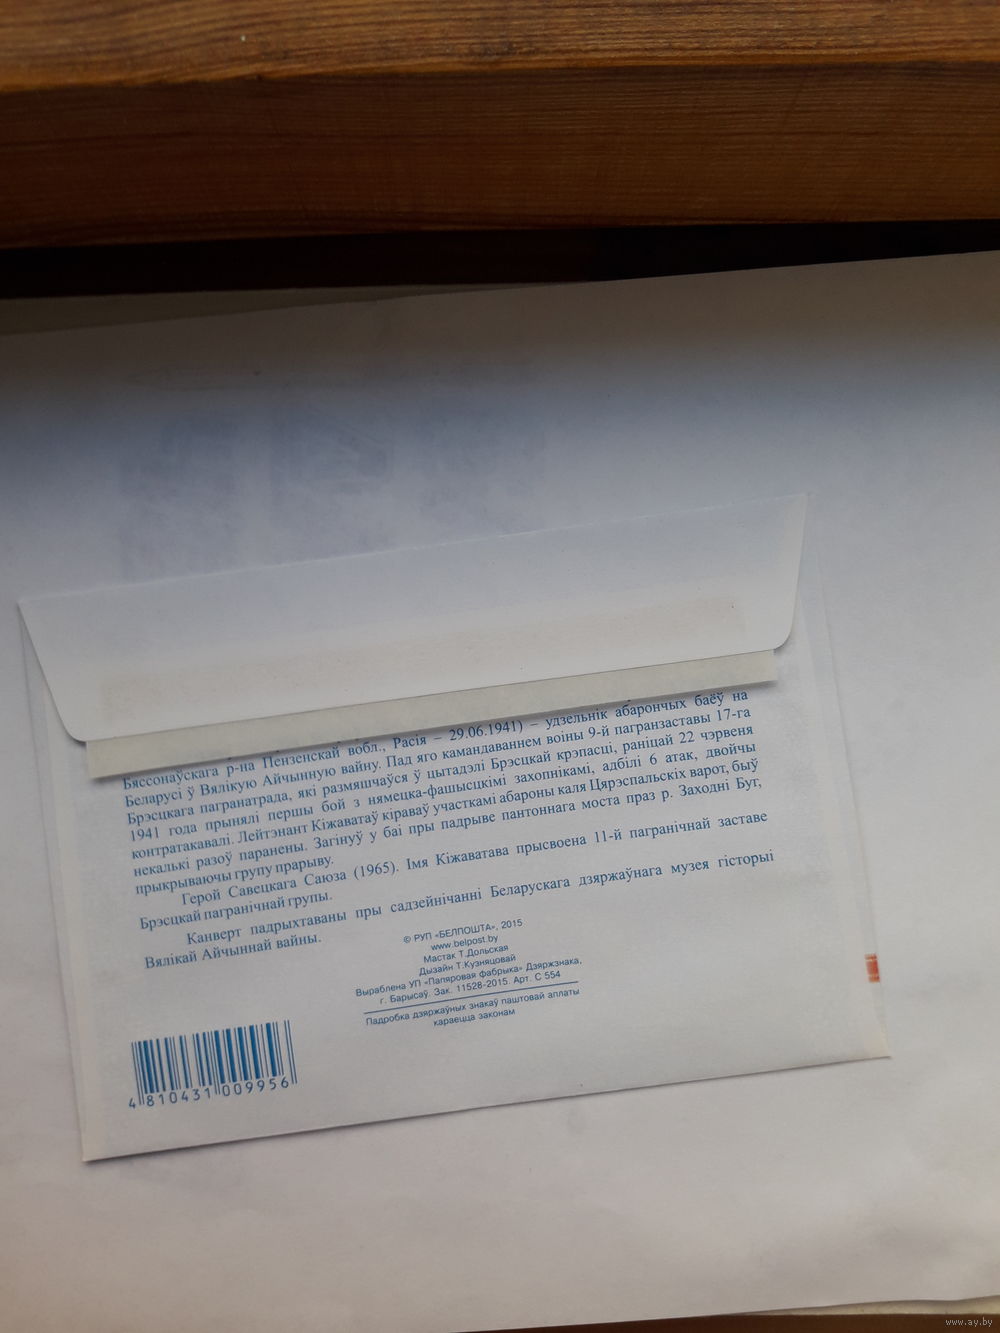 Бяссонаўскага р-на Пензенскай вобл., Расія – 29.06.1941) – удзельнік абарончых баёў на
Беларусі ў Вялікую Айчынную вайну. Пад яго камандаваннем воіны 9-й пагранзаставы 17-га
Брэсцкага пагранатрада, які размяшчаўся ў цытадэлі Брэсцкай крэпасці, раніцай 22 чэрвеня
1941 года прынялі першы бой з нямецка-фашысцкімі захопнікамі, адбілі 6 атак, двойчы
контратакавалі. Лейтэнант Кіжаватаў кіраваў участкамі абароны каля Цярэспальскіх варот, быў
некалькі разоў паранены. Загінуў у баі пры падрыве пантоннага моста праз р. Заходні Буг,
прыкрываючы групу прарыву.
Герой Савецкага Саюза (1965). Імя Кіжаватава прысвоена 11-й пагранічнай заставе
Брэсцкай пагранічнай групы.
Канверт падрыхтаваны пры садзейнічанні Беларускага дзяржаўнага музея гісторыі
Вялікай Айчыннай вайны.
© РУП «БЕЛПОШТА», 2015
www.belpost.by
Мастак Т.Дольская
Дызайн Т.Кузняцовай
Выраблена УП «Папяровая фабрыка» Дзяржзнака,
г. Барысаў. Зак. 11528-2015. Арт. С 554
Падробка дзяржаўных знакаў паштовай аплаты
караецца законам
4 810431 009956
www.ay.by